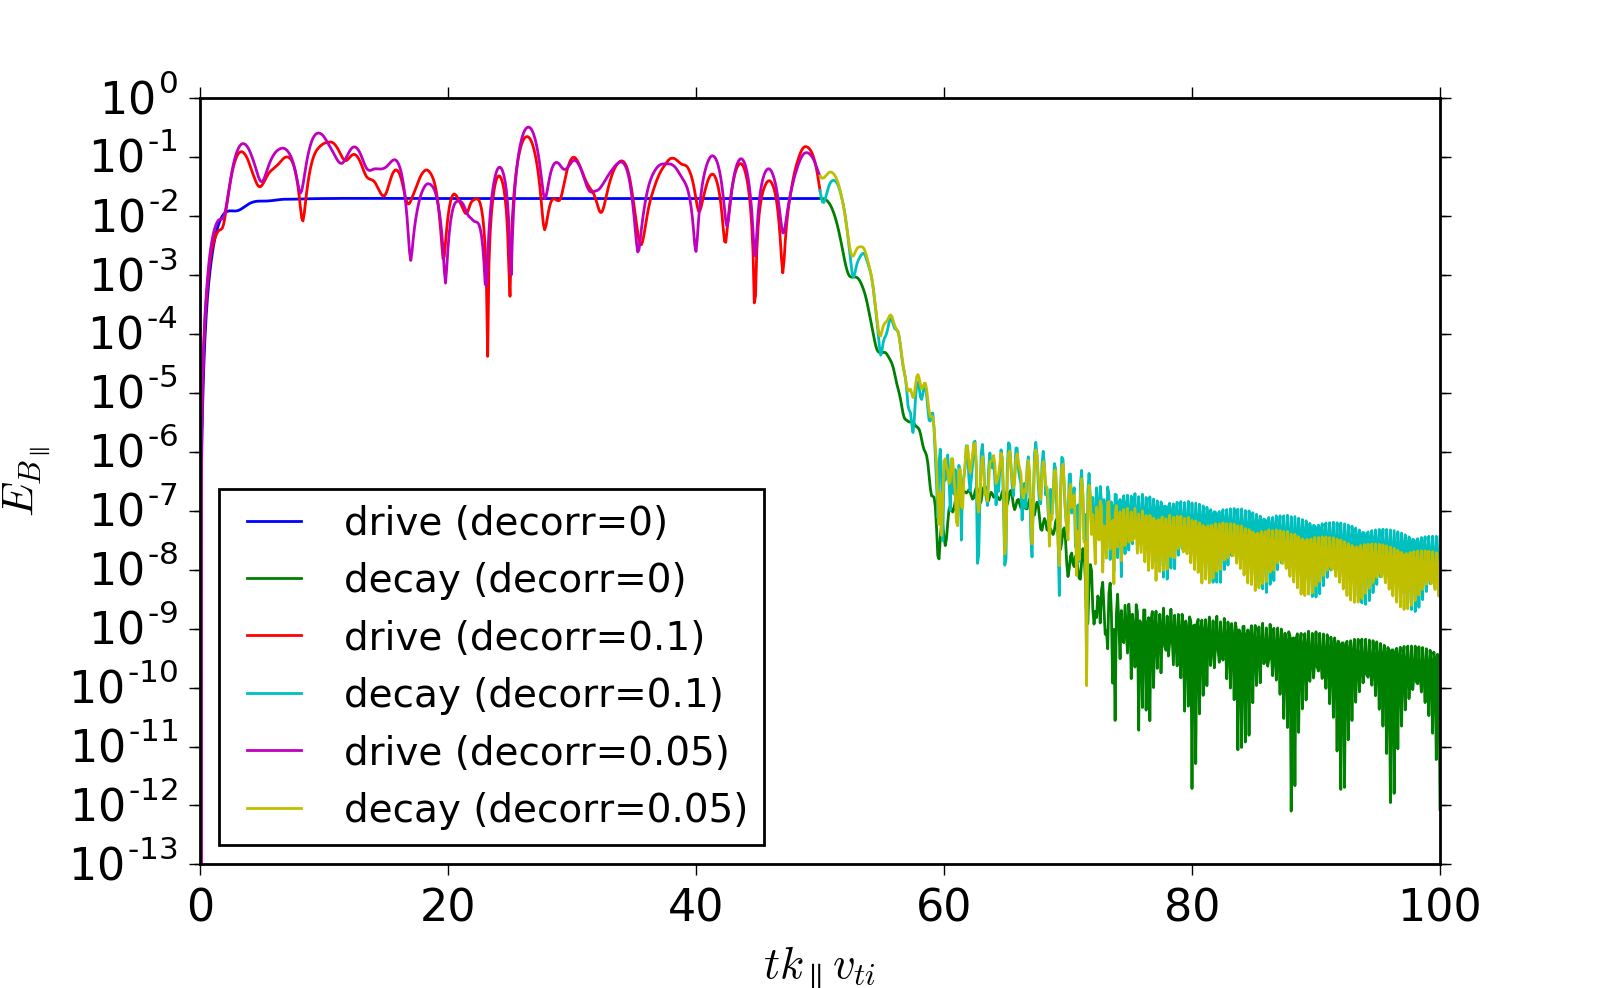 10^0
10^-1
10^-2
10^-3
10^-4
10^-5
10^-6
10^-7
10^-8
10^-9
10^-10
10^-11
10^-12
10^-13
E_{B_∥}
drive (decorr=0)
decay (decorr=0)
drive (decorr=0.1)
decay (decorr=0.1)
drive (decorr=0.05)
decay (decorr=0.05)
0 20 40 60 80 100
tk_∥ v_{ti}